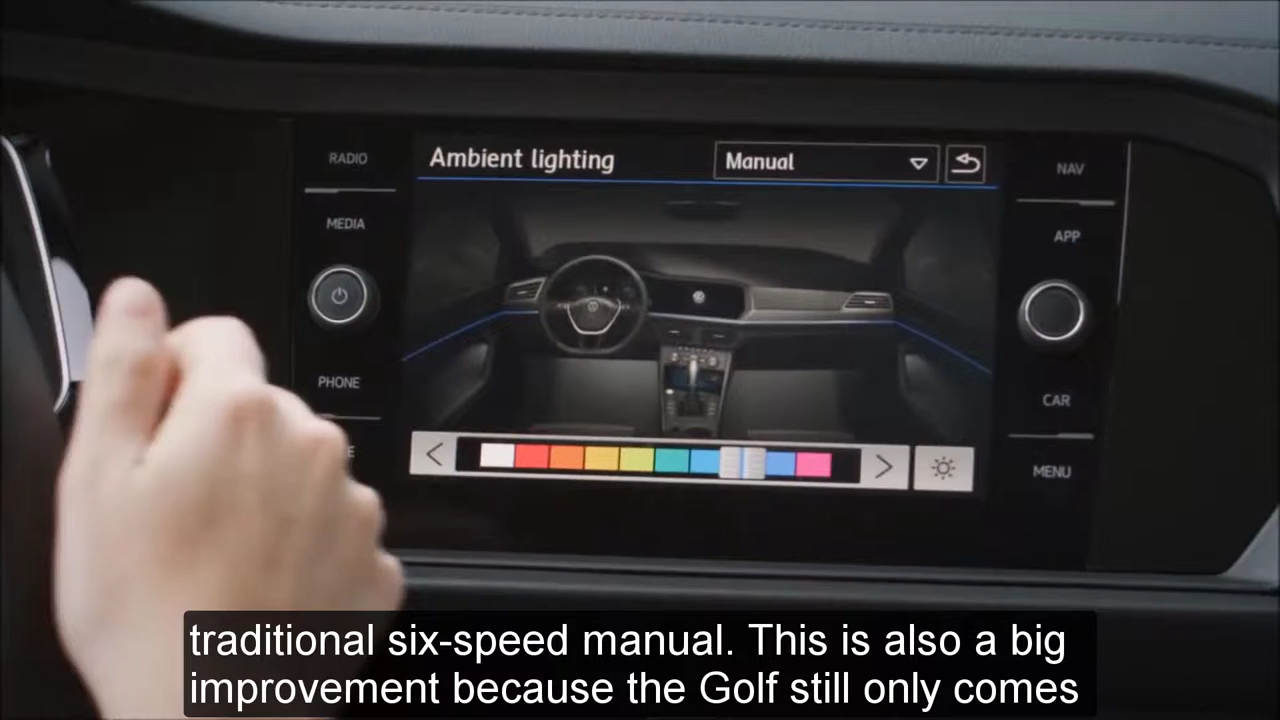 RADIO
Ambient lighting
Manual
NAV
MEDIA
APP
PHONE
CAR
MENU
traditional six-speed manual. This is also a big
improvement because the Golf still only comes